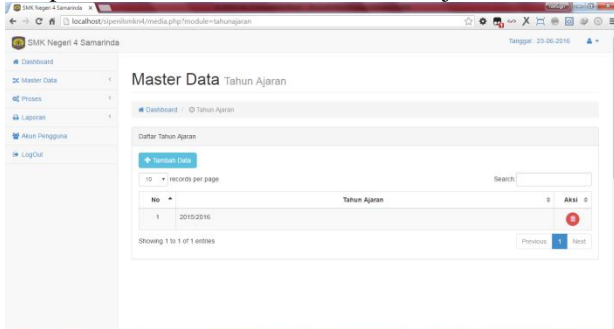 SMK Negeri 4 Samarinda
localhost/sipenilsmkn4/media.php?module=tahunajaran
SMK Negeri 4 Samarinda
Tanggal: 23-06-2016
Dashboard
Master Data
Proses
Laporan
Akun Pengguna
LogOut
Master Data Tahun Ajaran
Dashboard / Tahun Ajaran
Daftar Tahun Ajaran
Tambah Data
10 records per page
Search:
No Tahun Ajaran Aksi
1 2015/2016
Showing 1 to 1 of 1 entries
Previous 1 Next